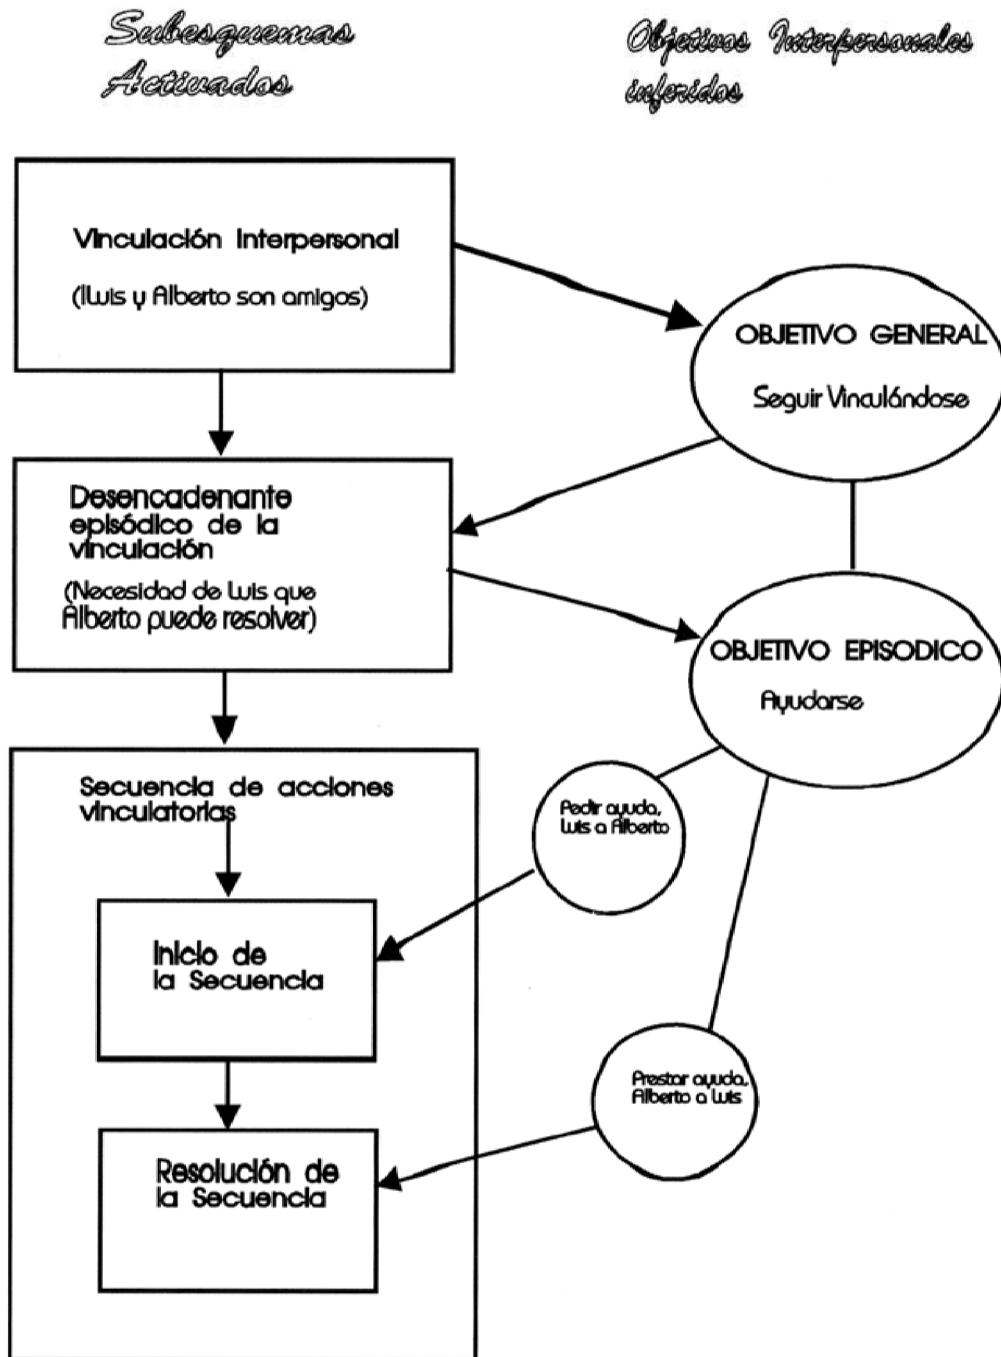 Subesquemas
Activados
Objetivos Interpersonales
inferidos
Vinculación Interpersonal
(lLuis y Alberto son amigos)
OBJETIVO GENERAL
Seguir Vinculándose
Desencadenante
episódico de la
vinculación
(Necesidad de Luis que
Alberto puede resolver)
OBJETIVO EPISODICO
Ayudarse
Secuencia de acciones
vinculatorias
Pedir ayuda,
Luis a Alberto
Inicio de
la Secuencia
Prestar ayuda,
Alberto a Luis
Resolución de
la Secuencia